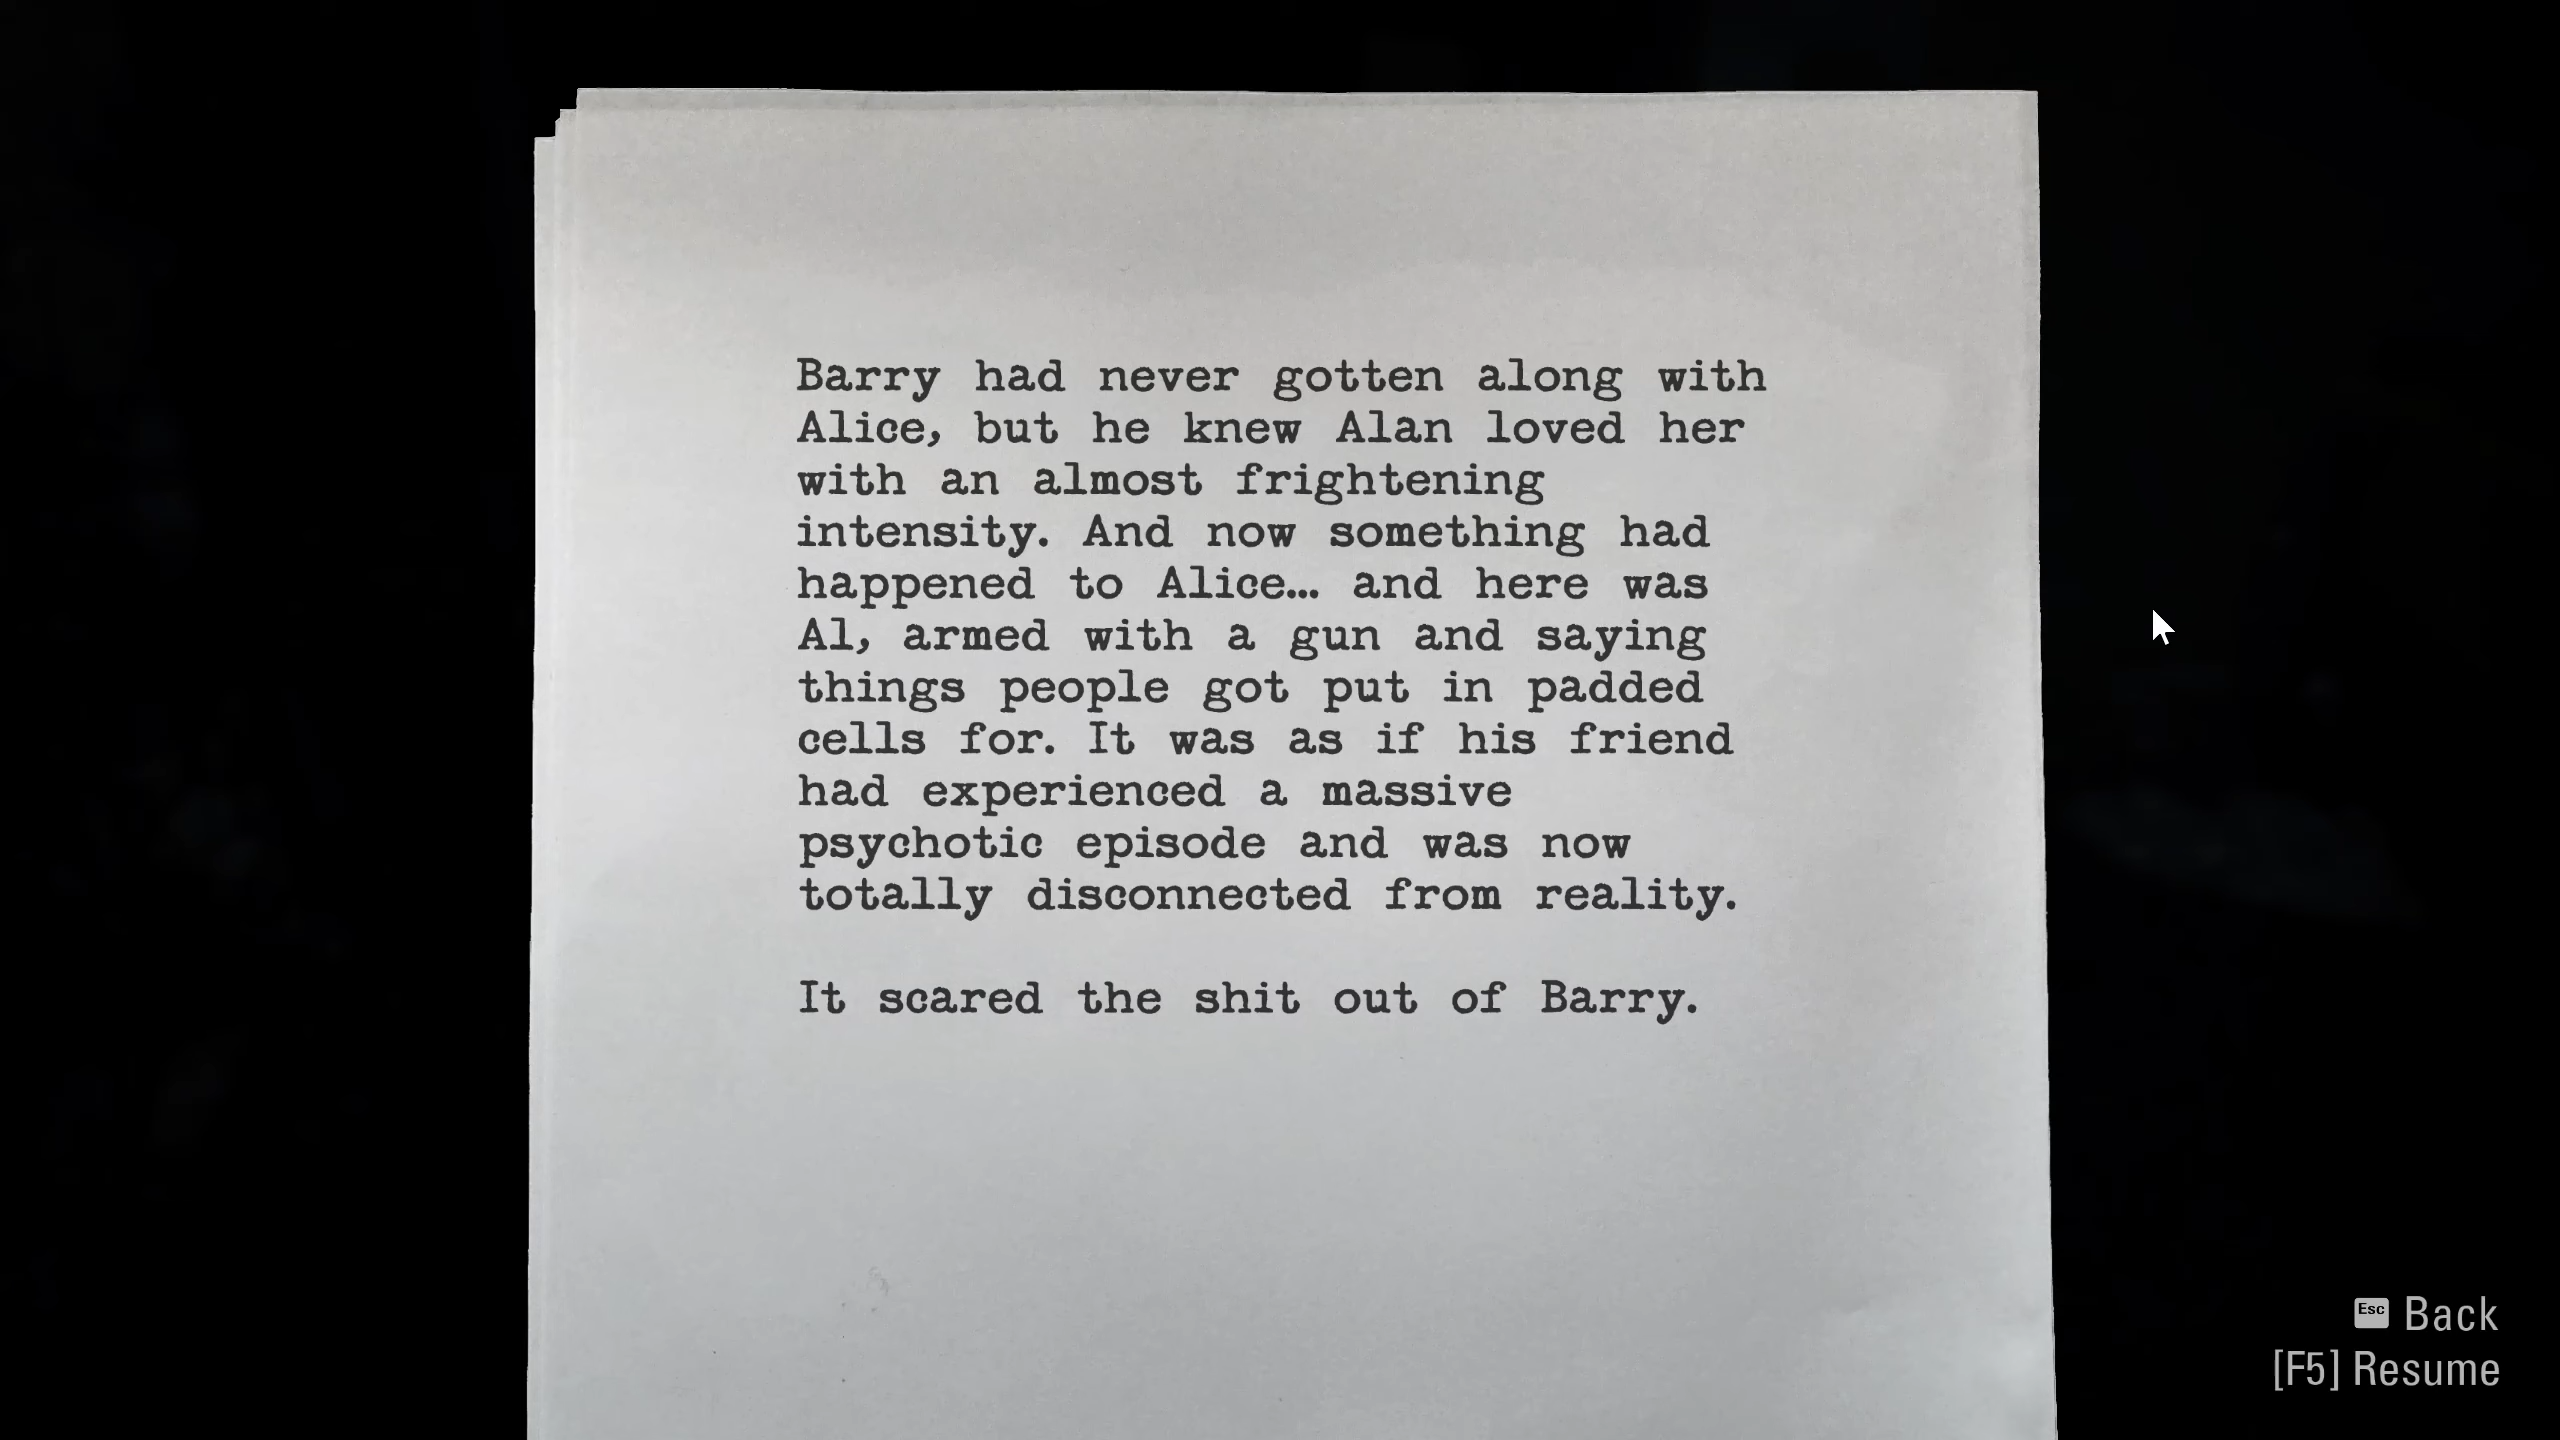 Barry had never gotten along with
Alice, but he knew Alan loved her
with an almost frightening
intensity. And now something had
happened to Alice... and here was
Al, armed with a gun and saying
things people got put in padded
cells for. It was as if his friend
had experienced a massive
psychotic episode and was now
totally disconnected from reality.
It scared the shit out of Barry.
Esc Back
[F5] Resume